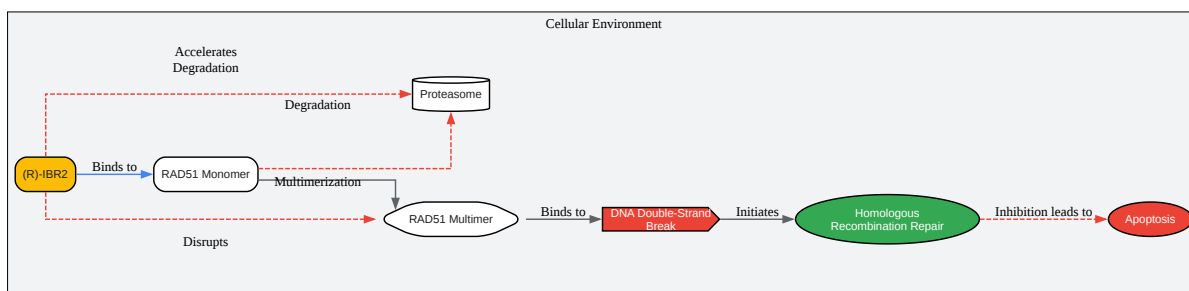 Cellular Environment
Accelerates
Degradation
Proteasome
Degradation
(R)-IBR2
Binds to
RAD51 Monomer
Multimerization
RAD51 Multimer
Binds to
DNA Double-Strand
Break
Initiates
Homologous
Recombination Repair
Inhibition leads to
Apoptosis
Disrupts